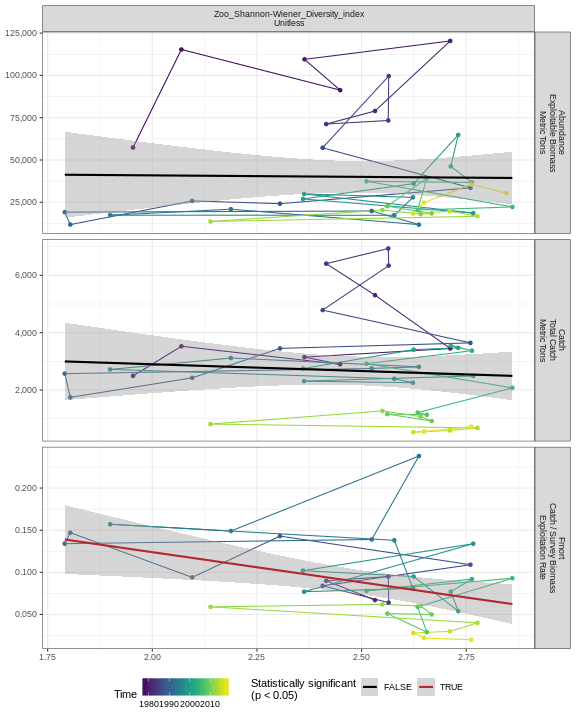 Zoo_Shannon-Wiener_Diversity_index
Unitless
125,000
100,000
75,000
50,000
25,000
Abundance
Exploitable Biomass
Metric Tons
6,000
4,000
2,000
Catch
Total Catch
Metric Tons
0.200
0.150
0.100
0.050
Fmort
Catch / Survey Biomass
Exploitation Rate
1.75
2.00
2.25
2.50
2.75
Time
1980199020002010
Statistically significant
(p < 0.05)
FALSE
TRUE